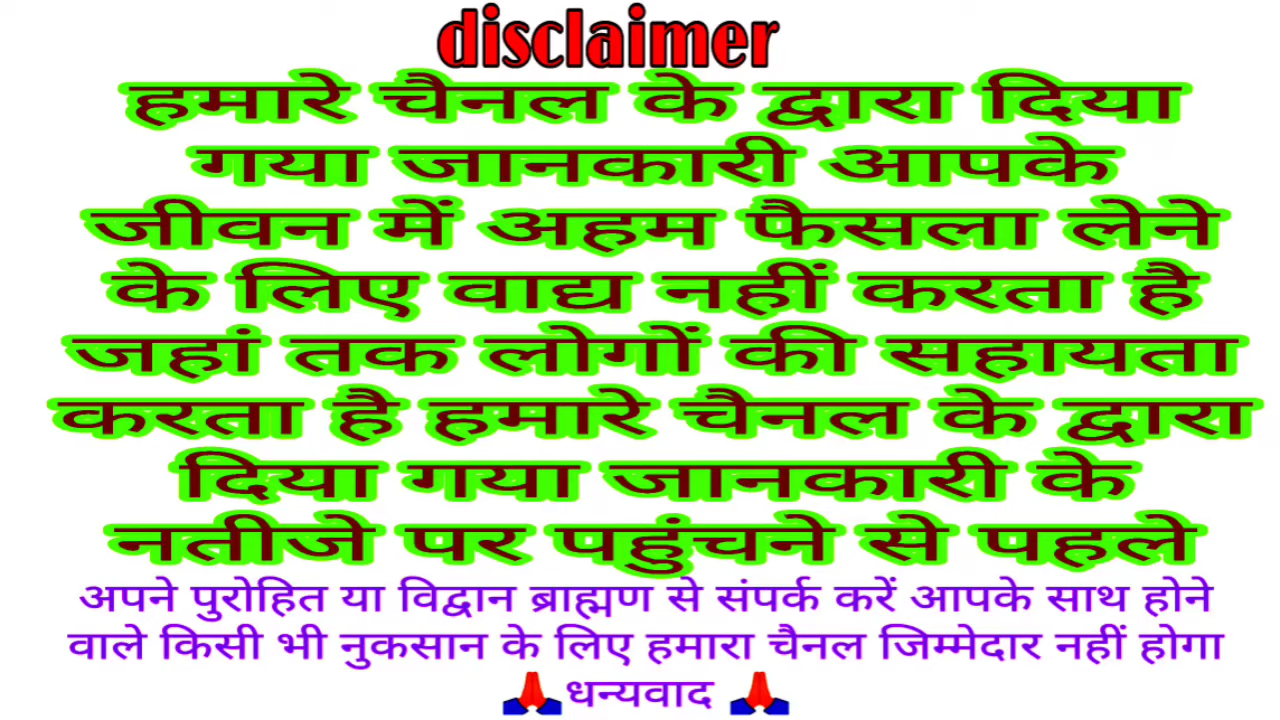 disclaimer
हमारे चैनल के द्वारा दिया
गया जानकारी आपके
जीवन में अहम फैसला लेने
के लिए वाद्य नहीं करता है
जहां तक लोगों की सहायता
करता है हमारे चैनल के द्वारा
दिया गया जानकारी के
नतीजे पर पहुंचने से पहले
अपने पुरोहित या विद्वान ब्राह्मण से संपर्क करें आपके साथ होने
वाले किसी भी नुकसान के लिए हमारा चैनल जिम्मेदार नहीं होगा
🙏धन्यवाद 🙏